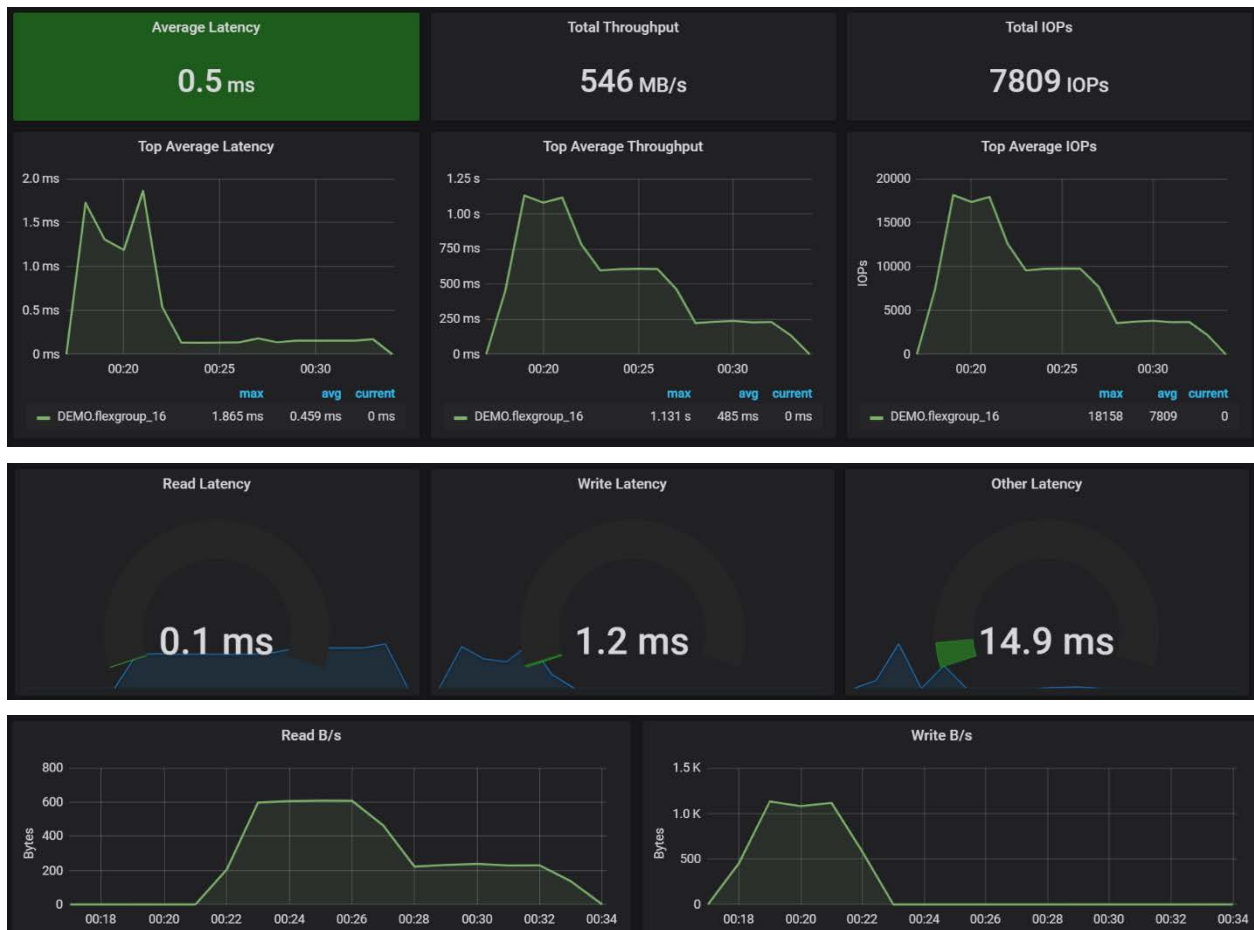 Average Latency
0.5 ms
Total Throughput
546 MB/s
Total IOPs
7809 IOPs
Top Average Latency
2.0 ms
1.5 ms
1.0 ms
0.5 ms
0 ms
00:20 00:25 00:30
max avg current
DEMO.flexgroup_16 1.865 ms 0.459 ms 0 ms
Top Average Throughput
1.25 s
1.00 s
750 ms
500 ms
250 ms
0 ms
00:20 00:25 00:30
max avg current
DEMO.flexgroup_16 1.131 s 485 ms 0 ms
Top Average IOPs
IOPs
20000
15000
10000
5000
0
00:20 00:25 00:30
max avg current
DEMO.flexgroup_16 18158 7809 0
Read Latency
0.1 ms
Write Latency
1.2 ms
Other Latency
14.9 ms
Read B/s
Bytes
800
600
400
200
0
00:18 00:20 00:22 00:24 00:26 00:28 00:30 00:32 00:34
Write B/s
Bytes
1.5 K
1.0 K
500
0
00:18 00:20 00:22 00:24 00:26 00:28 00:30 00:32 00:34